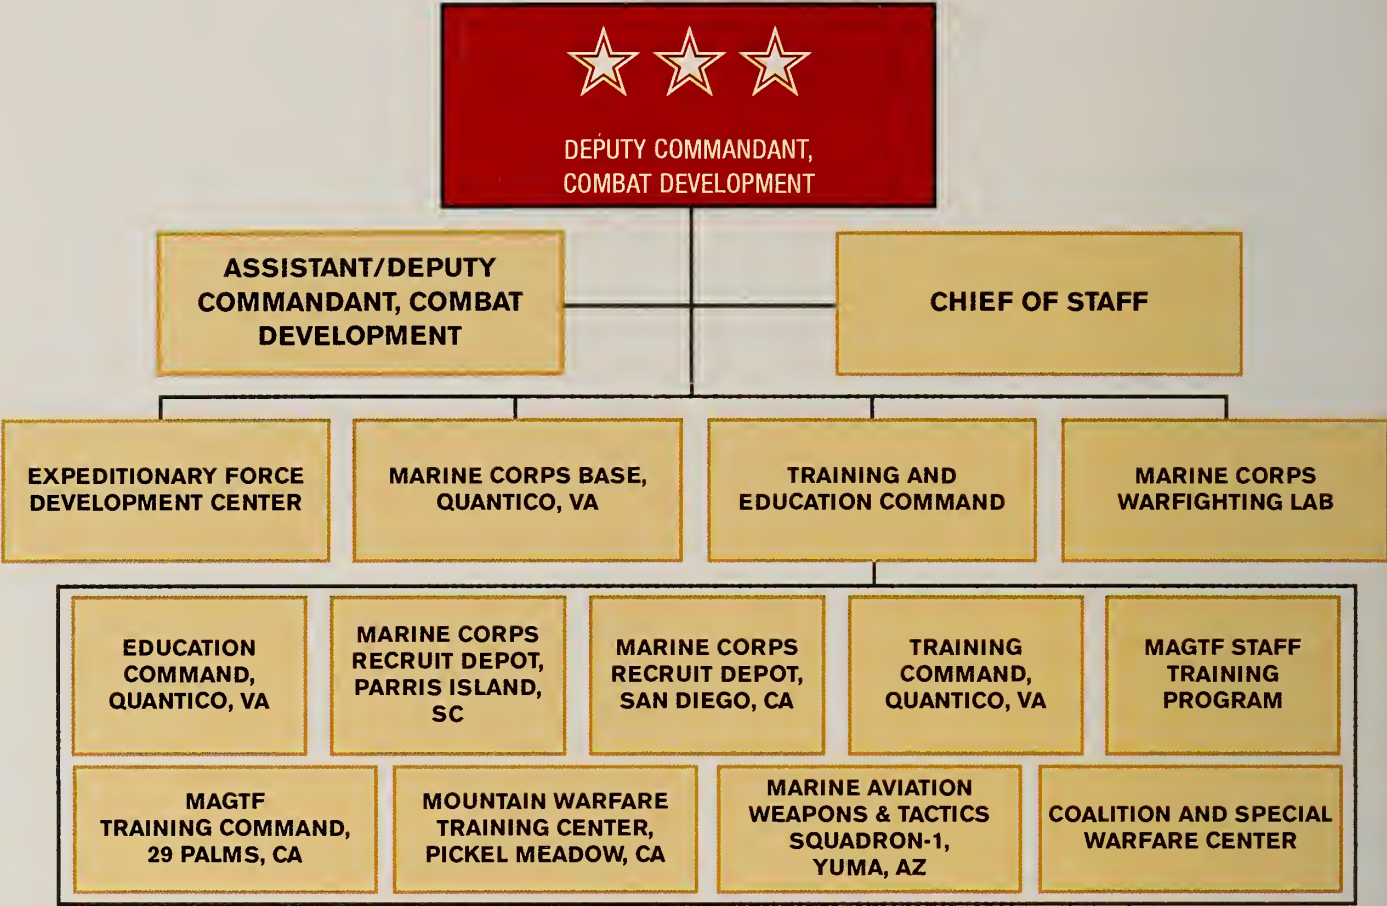 DEPUTY COMMANDANT,
COMBAT DEVELOPMENT
ASSISTANT/DEPUTY
COMMANDANT, COMBAT
DEVELOPMENT
CHIEF OF STAFF
EXPEDITIONARY FORCE
DEVELOPMENT CENTER
MARINE CORPS BASE,
QUANTICO, VA
TRAINING AND
EDUCATION COMMAND
MARINE CORPS
WARFIGHTING LAB
EDUCATION
COMMAND,
QUANTICO, VA
MARINE CORPS
RECRUIT DEPOT,
PARRIS ISLAND,
SC
MARINE CORPS
RECRUIT DEPOT,
SAN DIEGO, CA
TRAINING
COMMAND,
QUANTICO, VA
MAGTF STAFF
TRAINING
PROGRAM
MAGTF
TRAINING COMMAND,
29 PALMS, CA
MOUNTAIN WARFARE
TRAINING CENTER,
PICKEL MEADOW, CA
MARINE AVIATION
WEAPONS & TACTICS
SQUADRON-1,
YUMA, AZ
COALITION AND SPECIAL
WARFARE CENTER